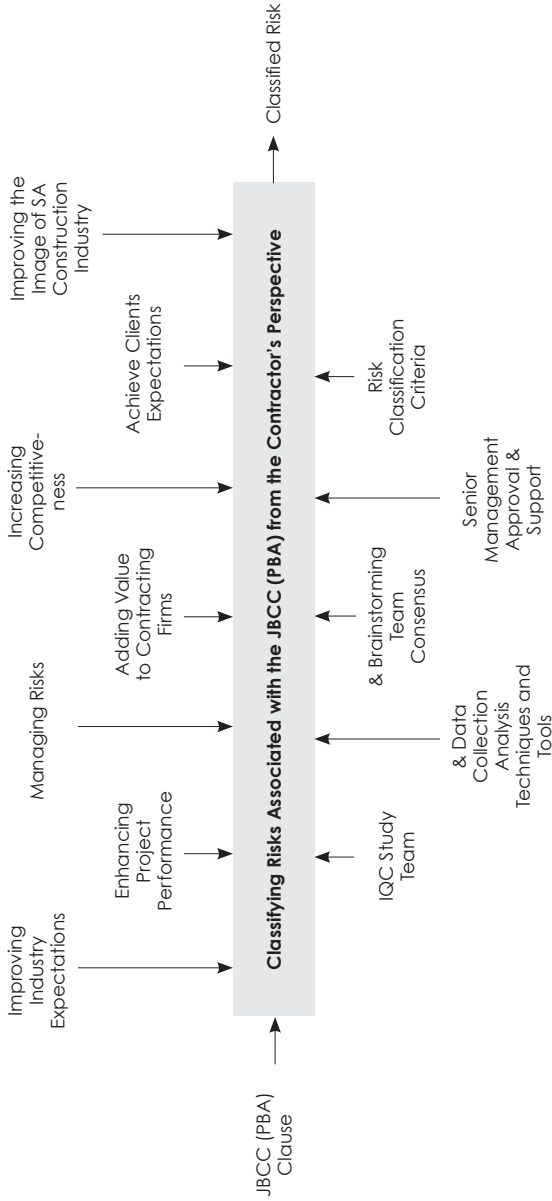 Improving
Industry
Expectations
Enhancing
Project
Performance
Managing Risks
Adding Value
to Contracting
Firms
Increasing
Competitive-
ness
Achieve Clients
Expectations
Improving the
Image of SA
Construction
Industry
JBCC (PBA)
Clause
Classifying Risks Associated with the JBCC (PBA) from the Contractor's Perspective
Classified Risk
IQC Study
Team
& Data
Collection
Analysis
Techniques and
Tools
& Brainstorming
Team
Consensus
Senior
Management
Approval &
Support
Risk
Classification
Criteria